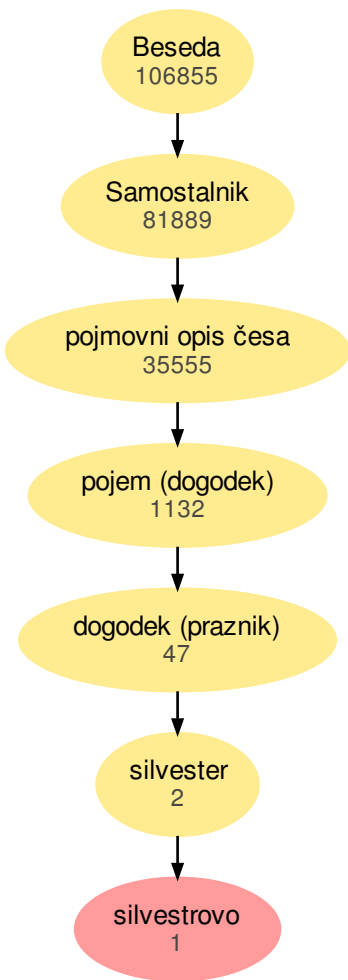 Beseda
106855
Samostalnik
81889
pojmovni opis česa
35555
pojem (dogodek)
1132
dogodek (praznik)
47
silvester
2
silvestrovo
1